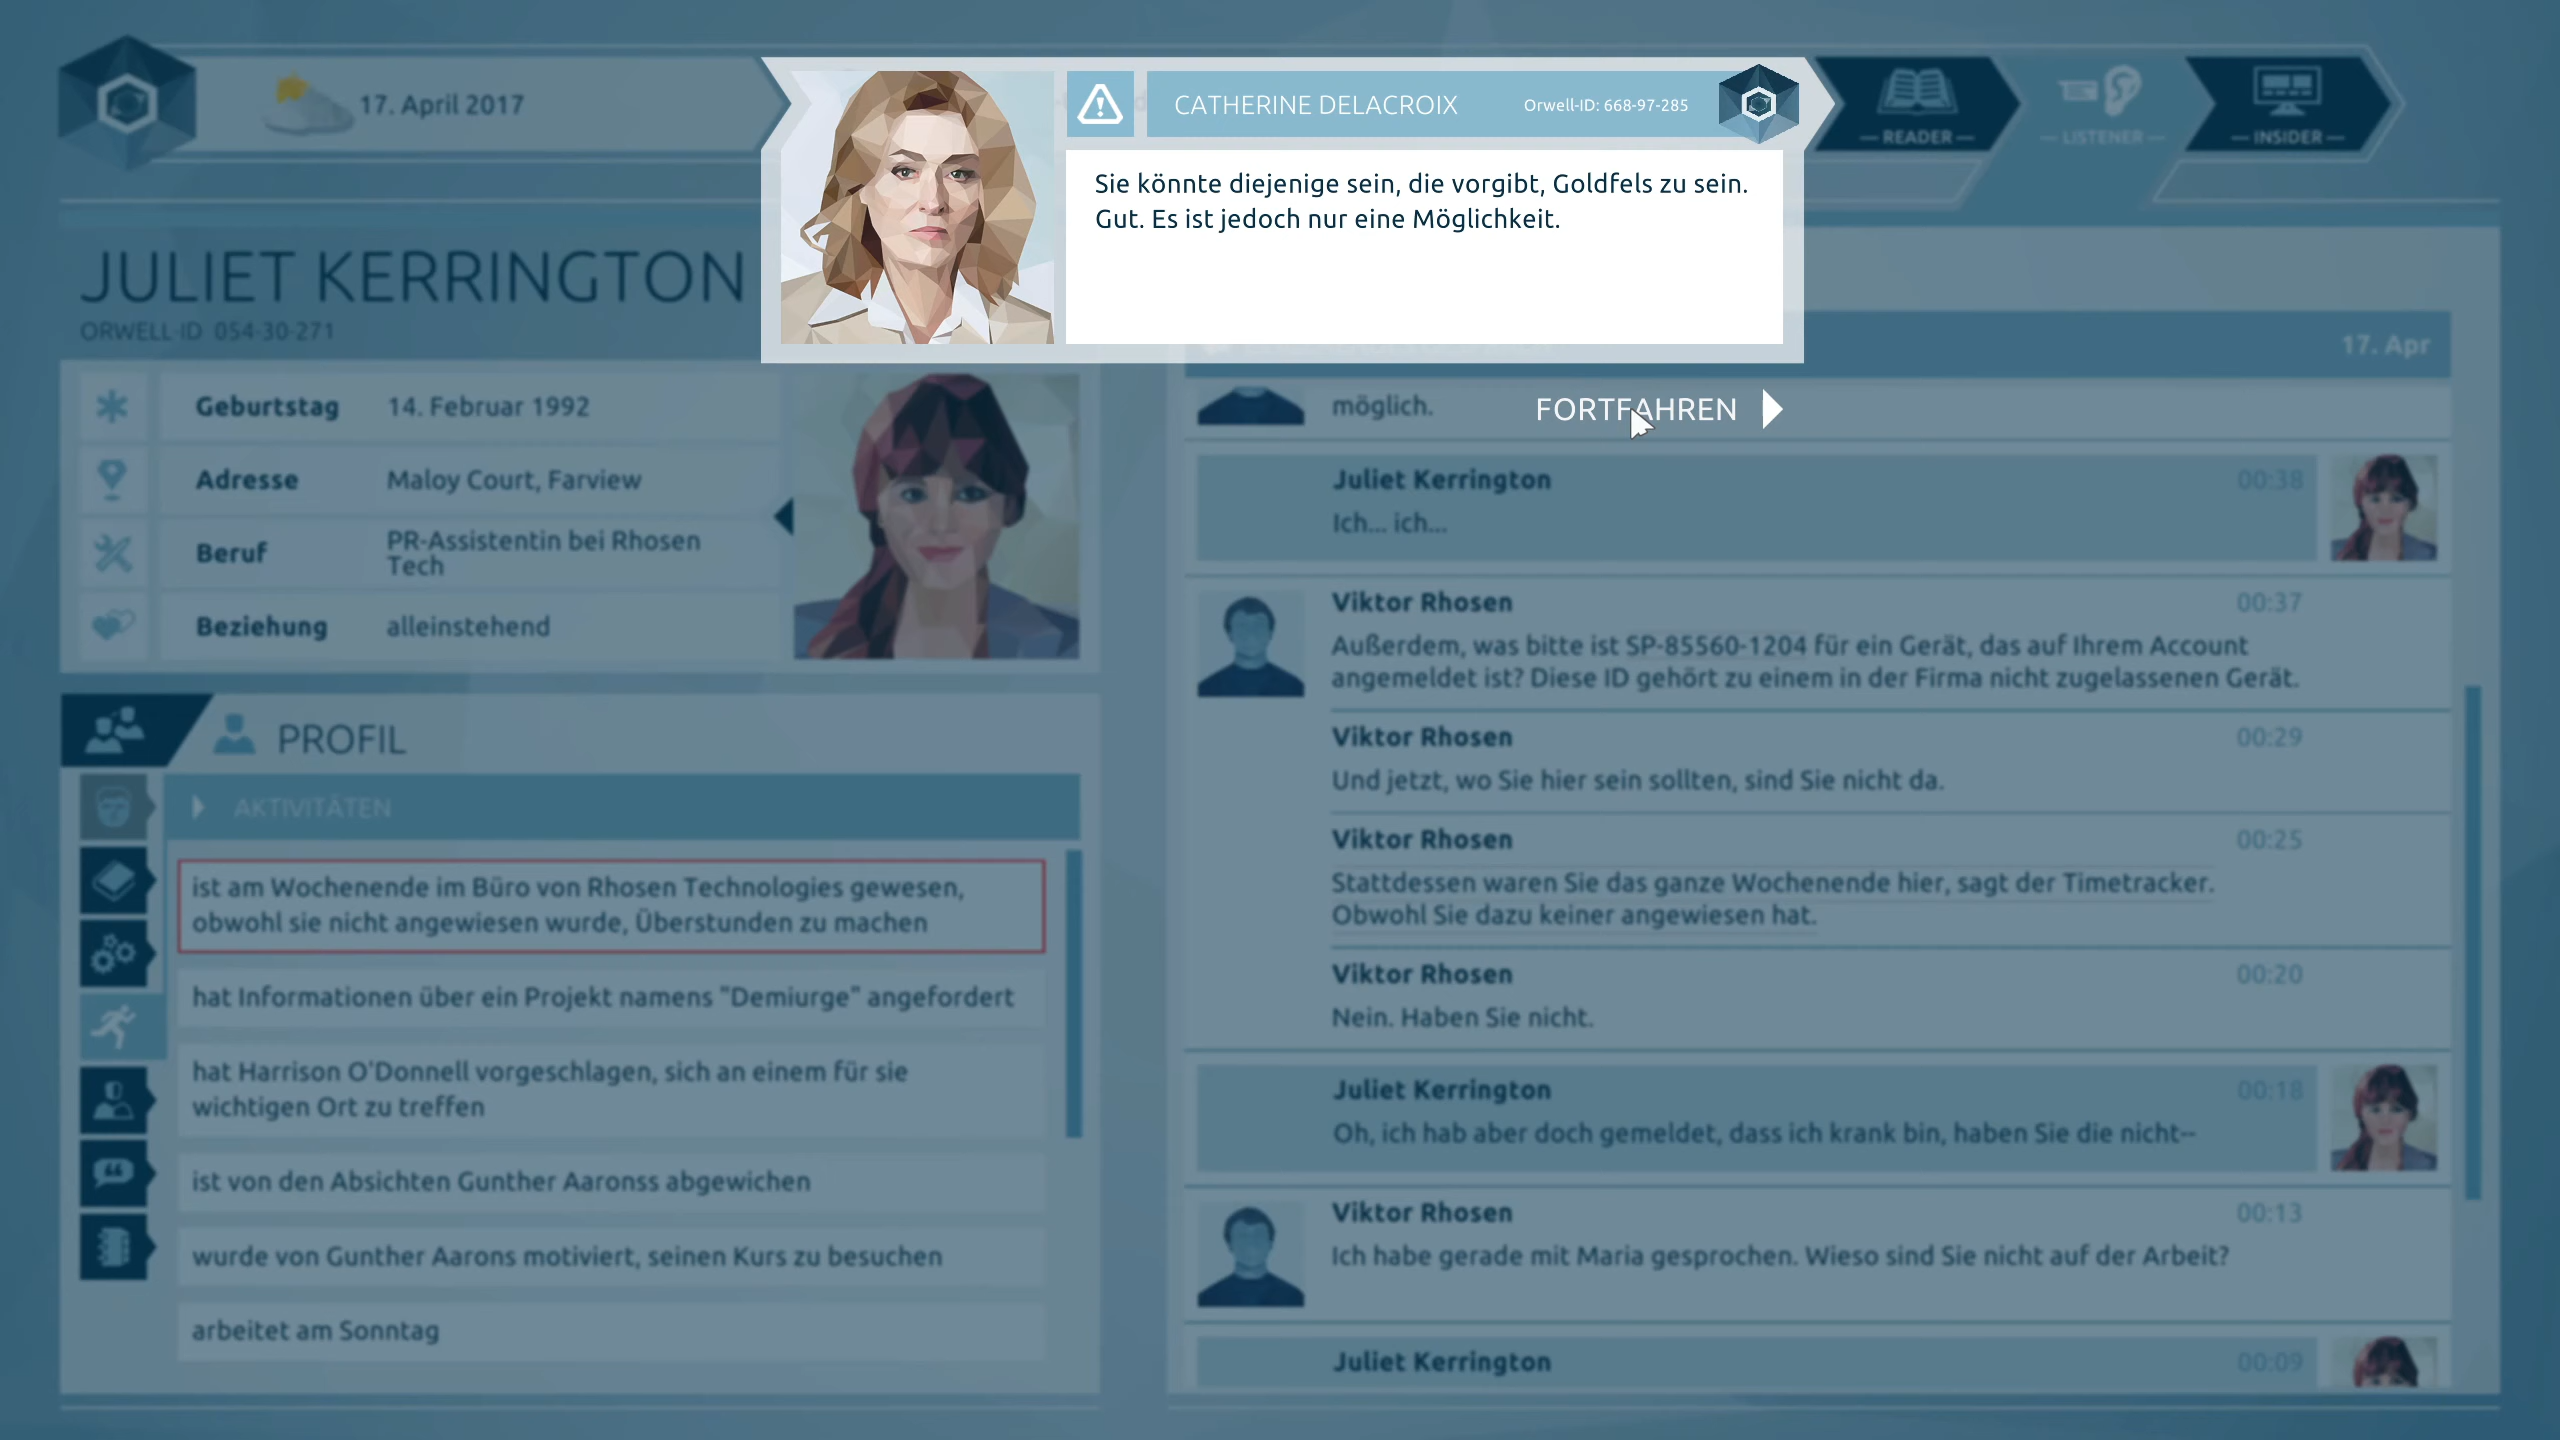 17. April 2017
CATHERINE DELACROIX
Orwell-ID: 668-97-285
Sie könnte diejenige sein, die vorgibt, Goldfels zu sein.
Gut. Es ist jedoch nur eine Möglichkeit.
FORTFAHREN
READER
LISTENER
INSIDER
JULIET KERRINGTON
ORWELL-ID 054-30-271
Geburtstag 14. Februar 1992
Adresse Maloy Court, Farview
Beruf PR-Assistentin bei Rhosen
Tech
Beziehung alleinstehend
PROFIL
AKTIVITÄTEN
ist am Wochenende im Büro von Rhosen Technologies gewesen,
obwohl sie nicht angewiesen wurde, Überstunden zu machen
hat Informationen über ein Projekt namens "Demiurge" angefordert
hat Harrison O'Donnell vorgeschlagen, sich an einem für sie
wichtigen Ort zu treffen
ist von den Absichten Gunther Aaronss abgewichen
wurde von Gunther Aarons motiviert, seinen Kurs zu besuchen
arbeitet am Sonntag
17. Apr
möglich.
Juliet Kerrington 00:38
Ich... ich...
Viktor Rhosen 00:37
Außerdem, was bitte ist SP-85560-1204 für ein Gerät, das auf Ihrem Account
angemeldet ist? Diese ID gehört zu einem in der Firma nicht zugelassenen Gerät.
Viktor Rhosen 00:29
Und jetzt, wo Sie hier sein sollten, sind Sie nicht da.
Viktor Rhosen 00:25
Stattdessen waren Sie das ganze Wochenende hier, sagt der Timetracker.
Obwohl Sie dazu keiner angewiesen hat.
Viktor Rhosen 00:20
Nein. Haben Sie nicht.
Juliet Kerrington 00:18
Oh, ich hab aber doch gemeldet, dass ich krank bin, haben Sie die nicht--
Viktor Rhosen 00:13
Ich habe gerade mit Maria gesprochen. Wieso sind Sie nicht auf der Arbeit?
Juliet Kerrington 00:09